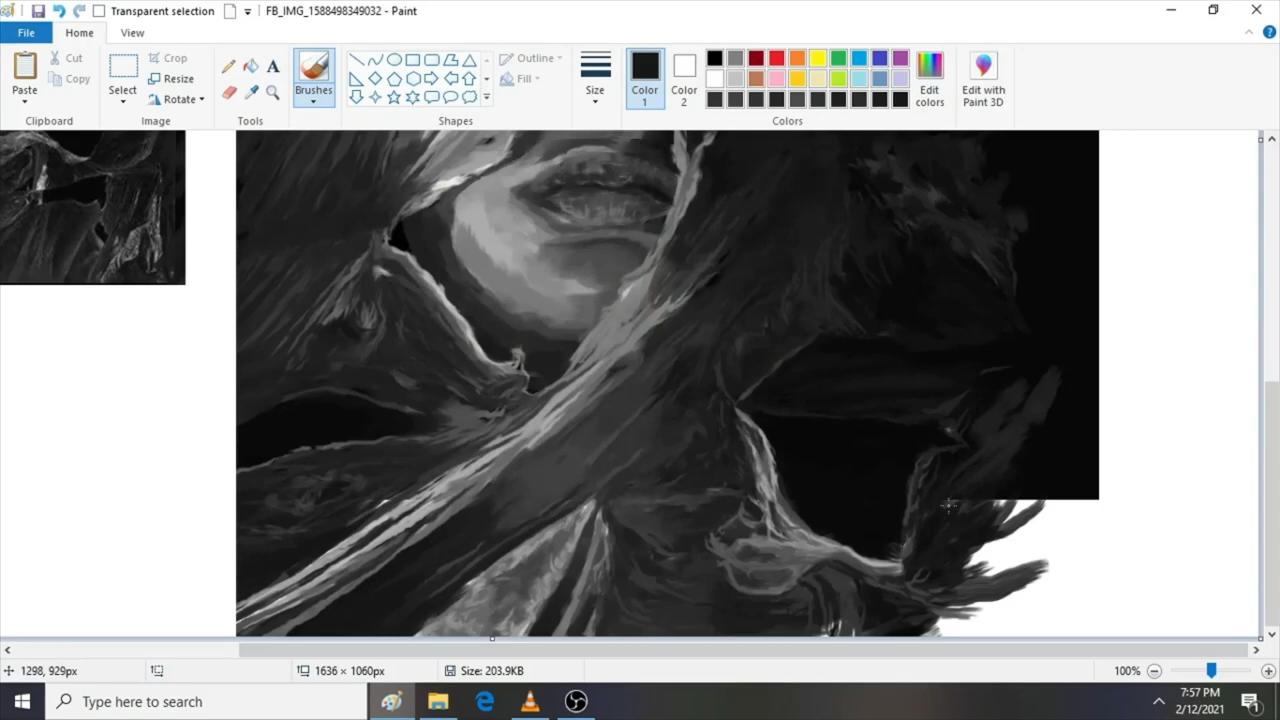 Transparent selection
FB_IMG_1588498349032 - Paint
File
Home
View
Paste
Cut
Copy
Clipboard
Select
Crop
Resize
Rotate
Image
A
Tools
Brushes
Outline
Fill
Shapes
Size
Color 1
Color 2
Edit colors
Edit with Paint 3D
Colors
1298, 929px
1636 × 1060px
Size: 203.9KB
100%
Type here to search
7:57 PM
2/12/2021
1